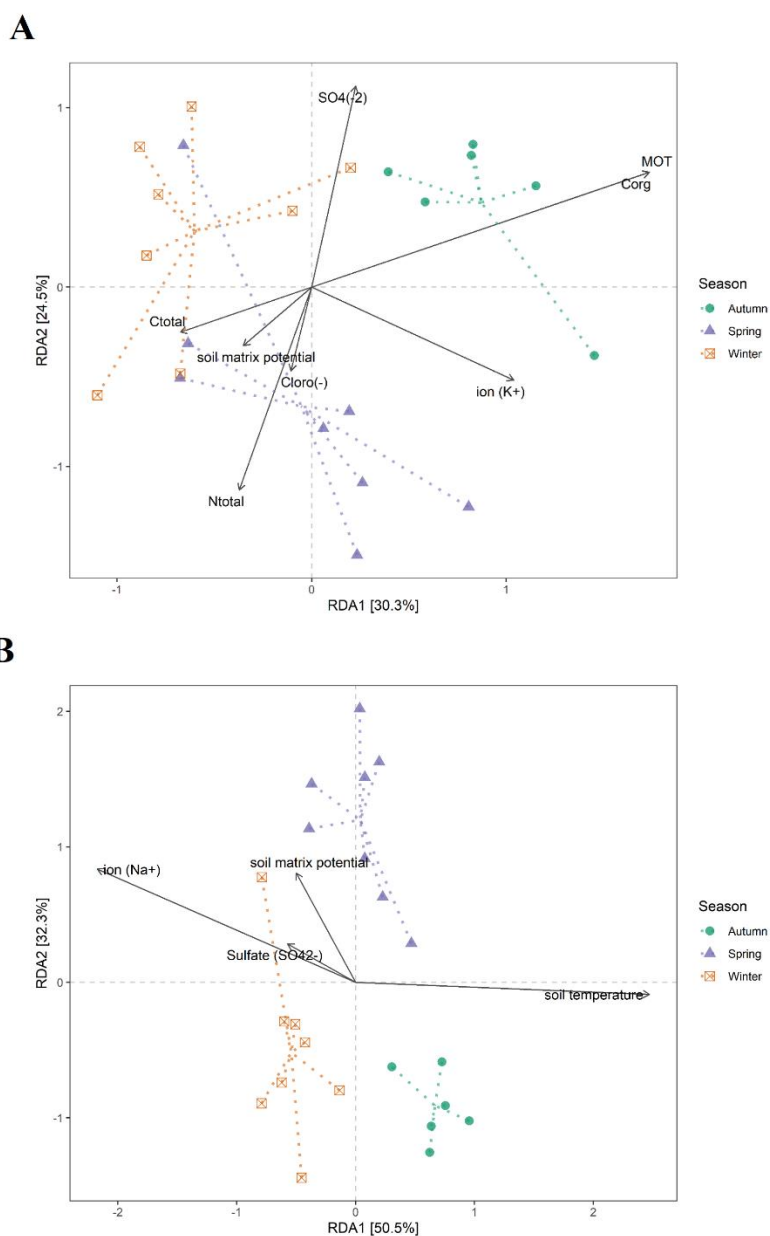 A
SO4(-2)
MOT
Corg
Ctotal
soil matrix potential
Cloro(-)
ion (K+)
Ntotal
1
0
-1
RDA2 [24.5%]
-1
0
1
RDA1 [30.3%]
Season
Autumn
Spring
Winter
B
ion (Na+)
soil matrix potential
Sulfate (SO42-)
soil temperature
2
1
0
-1
RDA2 [32.3%]
-2
-1
0
1
2
RDA1 [50.5%]
Season
Autumn
Spring
Winter